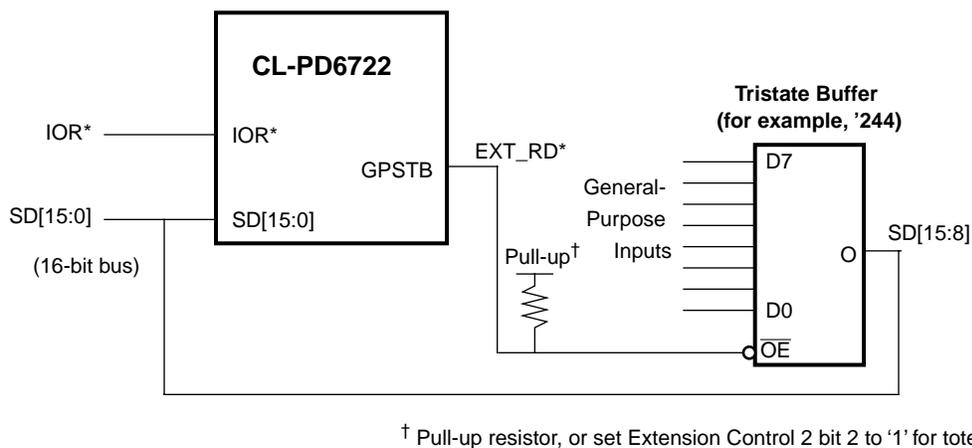 CL-PD6722
Tristate Buffer
(for example, '244)
IOR*
IOR*
EXT_RD*
D7
GPSTB
General-
Purpose
Inputs
SD[15:0]
SD[15:0]
SD[15:8]
(16-bit bus)
Pull-up†
O
D0
OE
† Pull-up resistor, or set Extension Control 2 bit 2 to '1' for